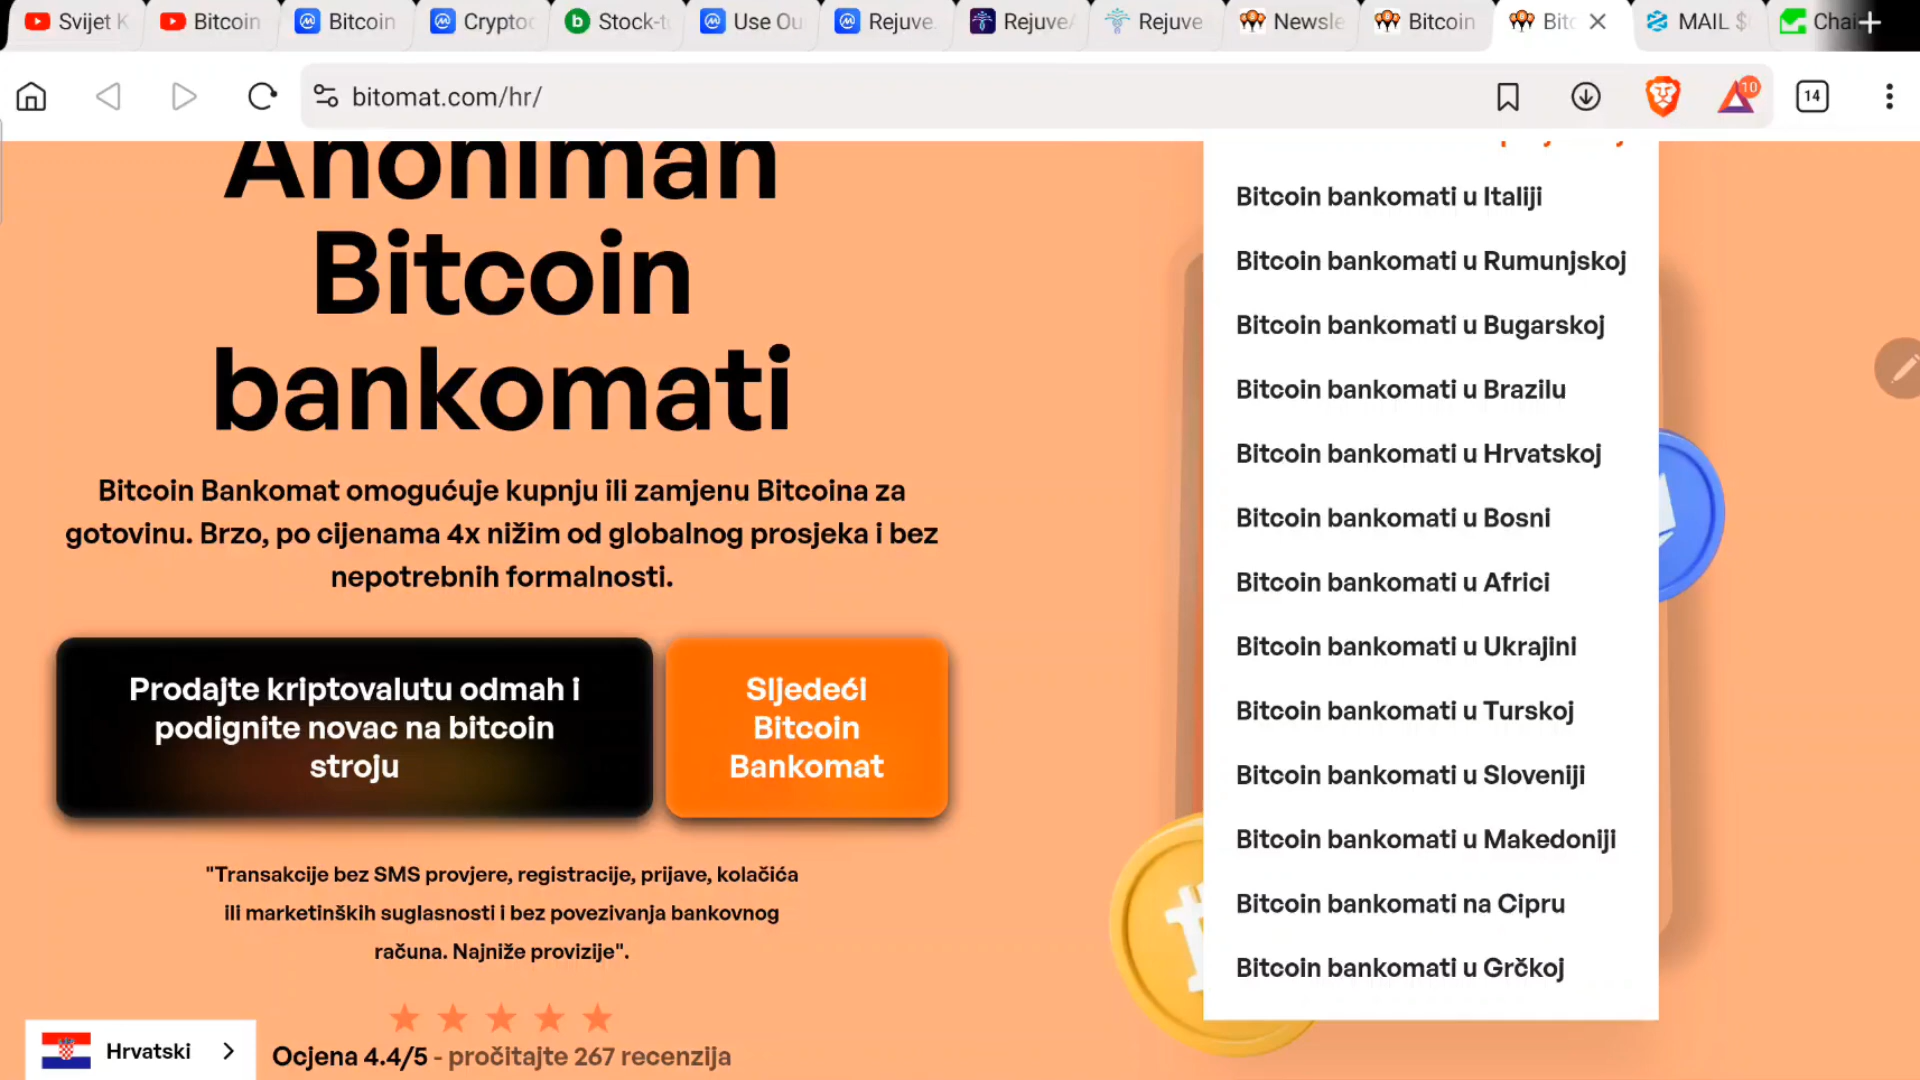 Svijet K
Bitcoin
Bitcoin
Crypto
Stock-t
Use Ou
Rejuve
Rejuve
Rejuve
Newsle
Bitcoin
Bitc
MAIL $
Chai
bitomat.com/hr/
10
14
Anoniman
Bitcoin
bankomati
Bitcoin Bankomat omogućuje kupnju ili zamjenu Bitcoina za
gotovinu. Brzo, po cijenama 4x nižim od globalnog prosjeka i bez
nepotrebnih formalnosti.
Prodajte kriptovalutu odmah i
podignite novac na bitcoin
stroju
Sljedeći
Bitcoin
Bankomat
"Transakcije bez SMS provjere, registracije, prijave, kolačića
ili marketinških suglasnosti i bez povezivanja bankovnog
računa. Najniže provizije".
Ocjena 4.4/5 - pročitajte 267 recenzija
Hrvatski
Bitcoin bankomati u Italiji
Bitcoin bankomati u Rumunjskoj
Bitcoin bankomati u Bugarskoj
Bitcoin bankomati u Brazilu
Bitcoin bankomati u Hrvatskoj
Bitcoin bankomati u Bosni
Bitcoin bankomati u Africi
Bitcoin bankomati u Ukrajini
Bitcoin bankomati u Turskoj
Bitcoin bankomati u Sloveniji
Bitcoin bankomati u Makedoniji
Bitcoin bankomati na Cipru
Bitcoin bankomati u Grčkoj